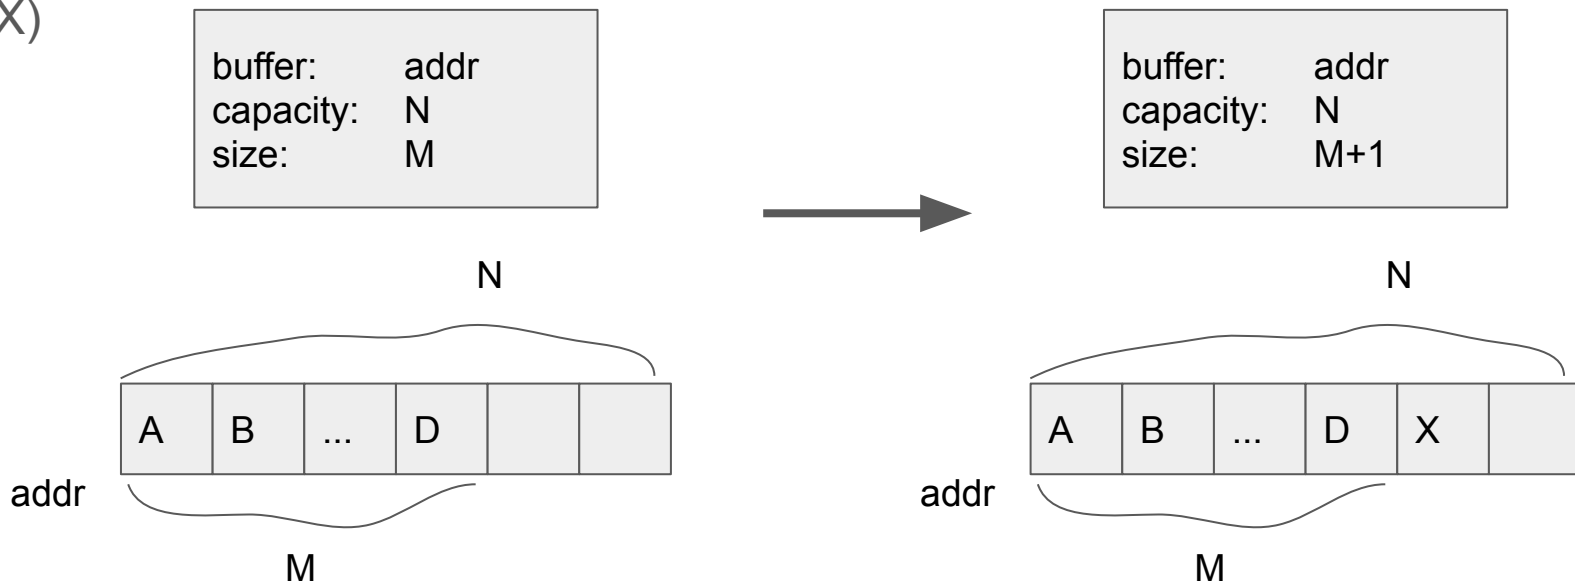 X)
buffer: addr
capacity: N
size: M
buffer: addr
capacity: N
size: M+1
N
N
A B ... D
A B ... D X
addr
addr
M
M